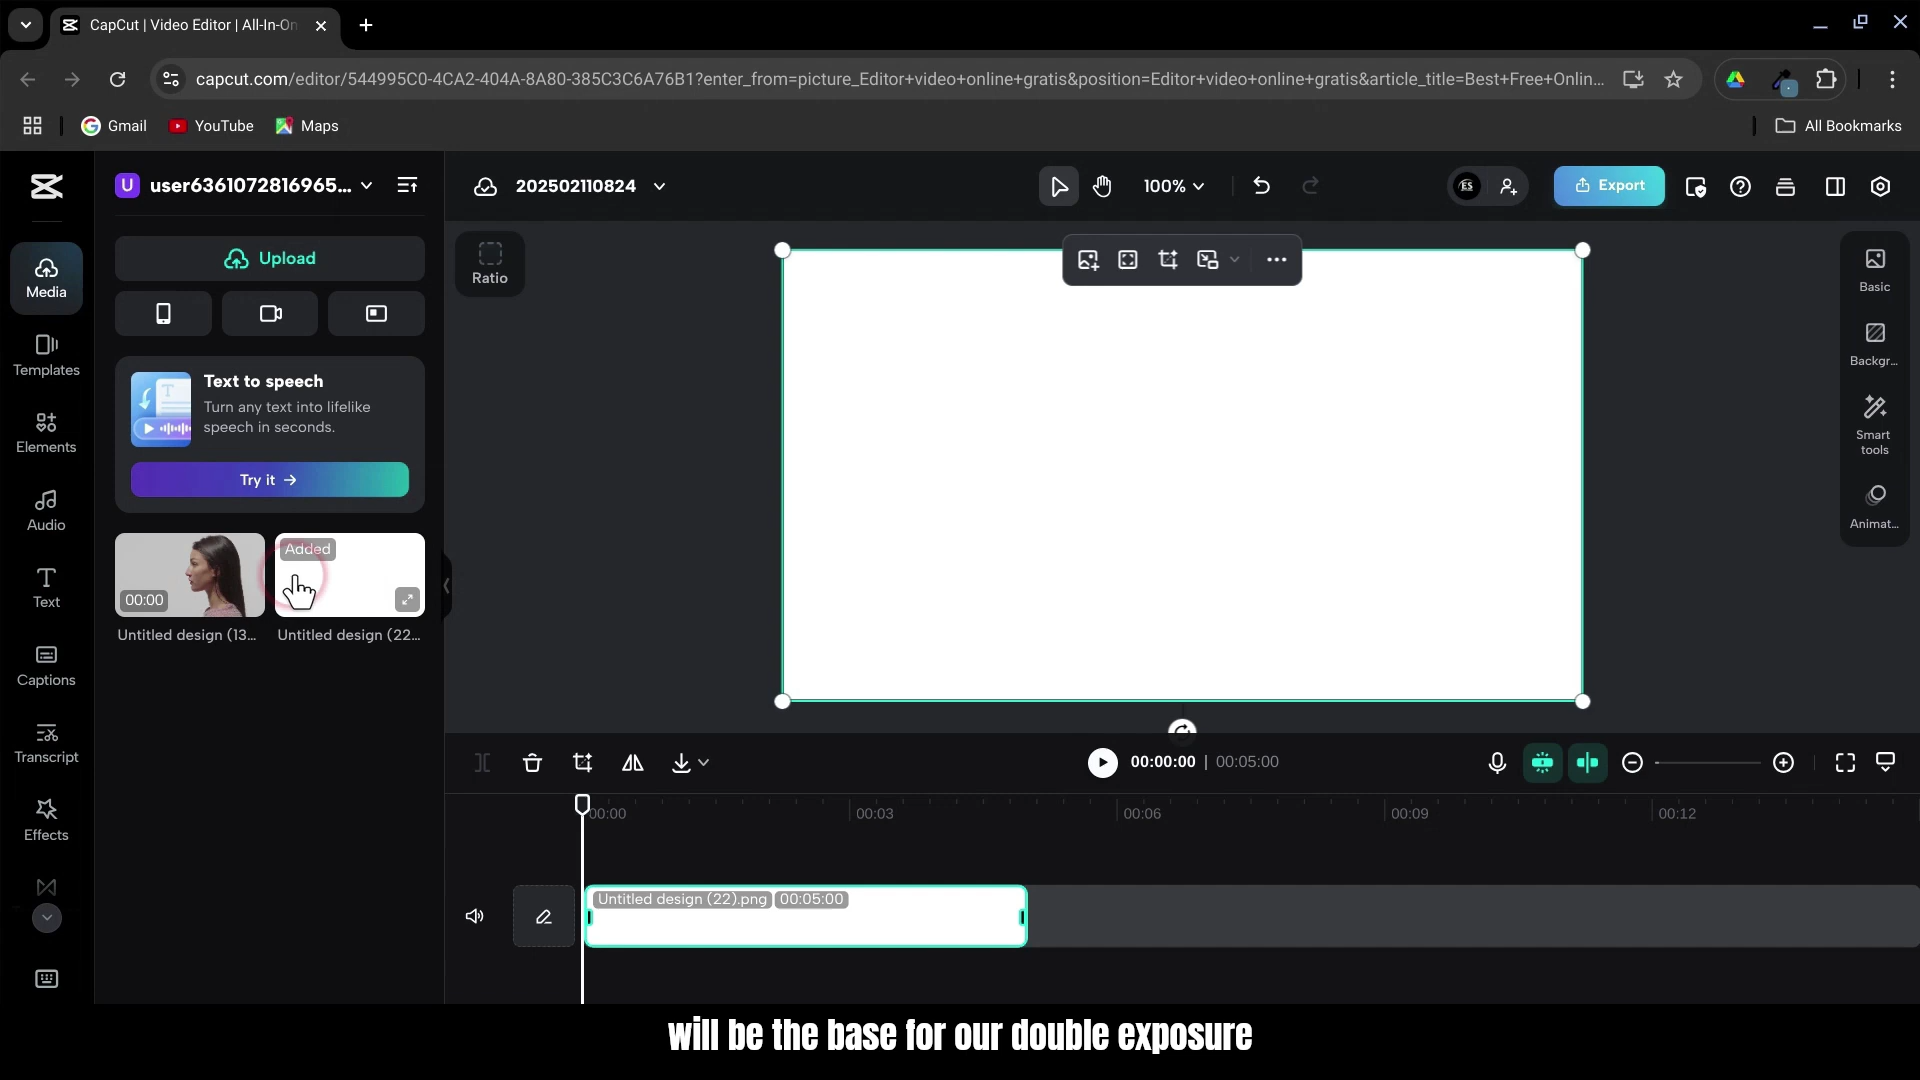 CapCut | Video Editor | All-In-On
capcut.com/editor/544995C0-4CA2-404A-8A80-385C3C6A76B1?enter_from=picture_Editor+video+online+gratis&position=Editor+video+online+gratis&article_title=Best+Free+Onlin...
Gmail
YouTube
Maps
All Bookmarks
U
user6361072816965...
202502110824
100%
ES
Export
Media
Templates
Elements
Audio
Text
Captions
Transcript
Effects
Upload
Text to speech
Turn any text into lifelike
speech in seconds.
Try it →
00:00
Added
Untitled design (13...
Untitled design (22...
Ratio
Basic
Backgr...
Smart
tools
Animat...
00:00:00 | 00:05:00
00:00
00:03
00:06
00:09
00:12
Untitled design (22).png 00:05:00
will be the base for our double exposure